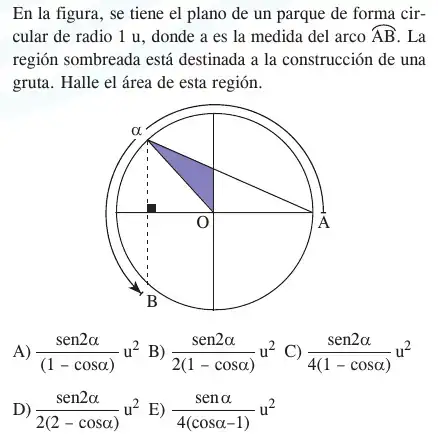 En la figura, se tiene el plano de un parque de forma cir-
cular de radio 1 u, donde a es la medida del arco AB. La
región sombreada está destinada a la construcción de una
gruta. Halle el área de esta región.
α
O
A
B
A) sen2α/(1 – cosα) u² B) sen2α/2(1 – cosα) u² C) sen2α/4(1 – cosα) u²
D) sen2α/2(2 – cosα) u² E) sen α/4(cosα–1) u²